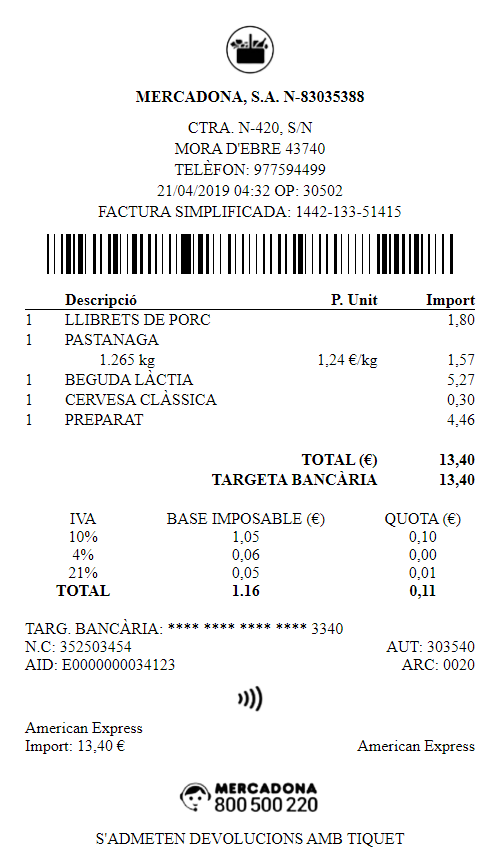 MERCADONA, S.A. N-83035388
CTRA. N-420, S/N
MORA D'EBRE 43740
TELÈFON: 977594499
21/04/2019 04:32 OP: 30502
FACTURA SIMPLIFICADA: 1442-133-51415
Descripció P. Unit Import
1 LLIBRETS DE PORC 1,80
1 PASTANAGA
1.265 kg 1,24 €/kg 1,57
1 BEGUDA LÀCTIA 5,27
1 CERVESA CLÀSSICA 0,30
1 PREPARAT 4,46
TOTAL (€) 13,40
TARGETA BANCÀRIA 13,40
IVA BASE IMPOSABLE (€) QUOTA (€)
10% 1,05 0,10
4% 0,06 0,00
21% 0,05 0,01
TOTAL 1.16 0,11
TARG. BANCÀRIA: **** **** **** **** 3340
N.C: 352503454 AUT: 303540
AID: E0000000034123 ARC: 0020
American Express
Import: 13,40 € American Express
MERCADONA
800 500 220
S'ADMETEN DEVOLUCIONS AMB TIQUET